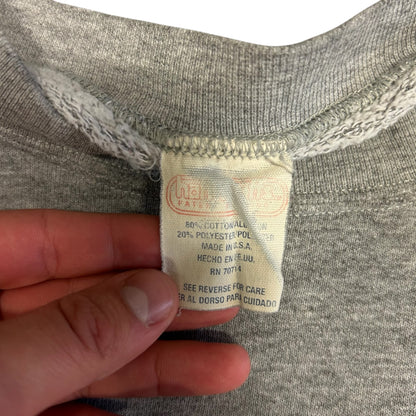 80% COTTON
20% POLYESTER
MADE IN U.S.A.
HECHO EN EE.UU.
RN 70714
SEE REVERSE FOR CARE
VER AL DORSO PARA CUIDADO